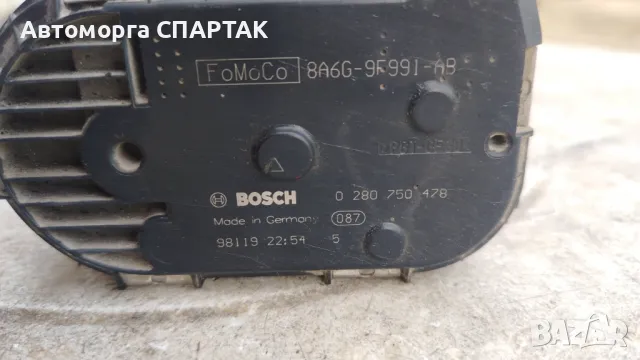 Автоморга СПАРТАК
FoMoCo 8A6G-9F991-AB
BOSCH 0 280 750 478
Made in Germany 087
98119 22:54 5
BAZAR